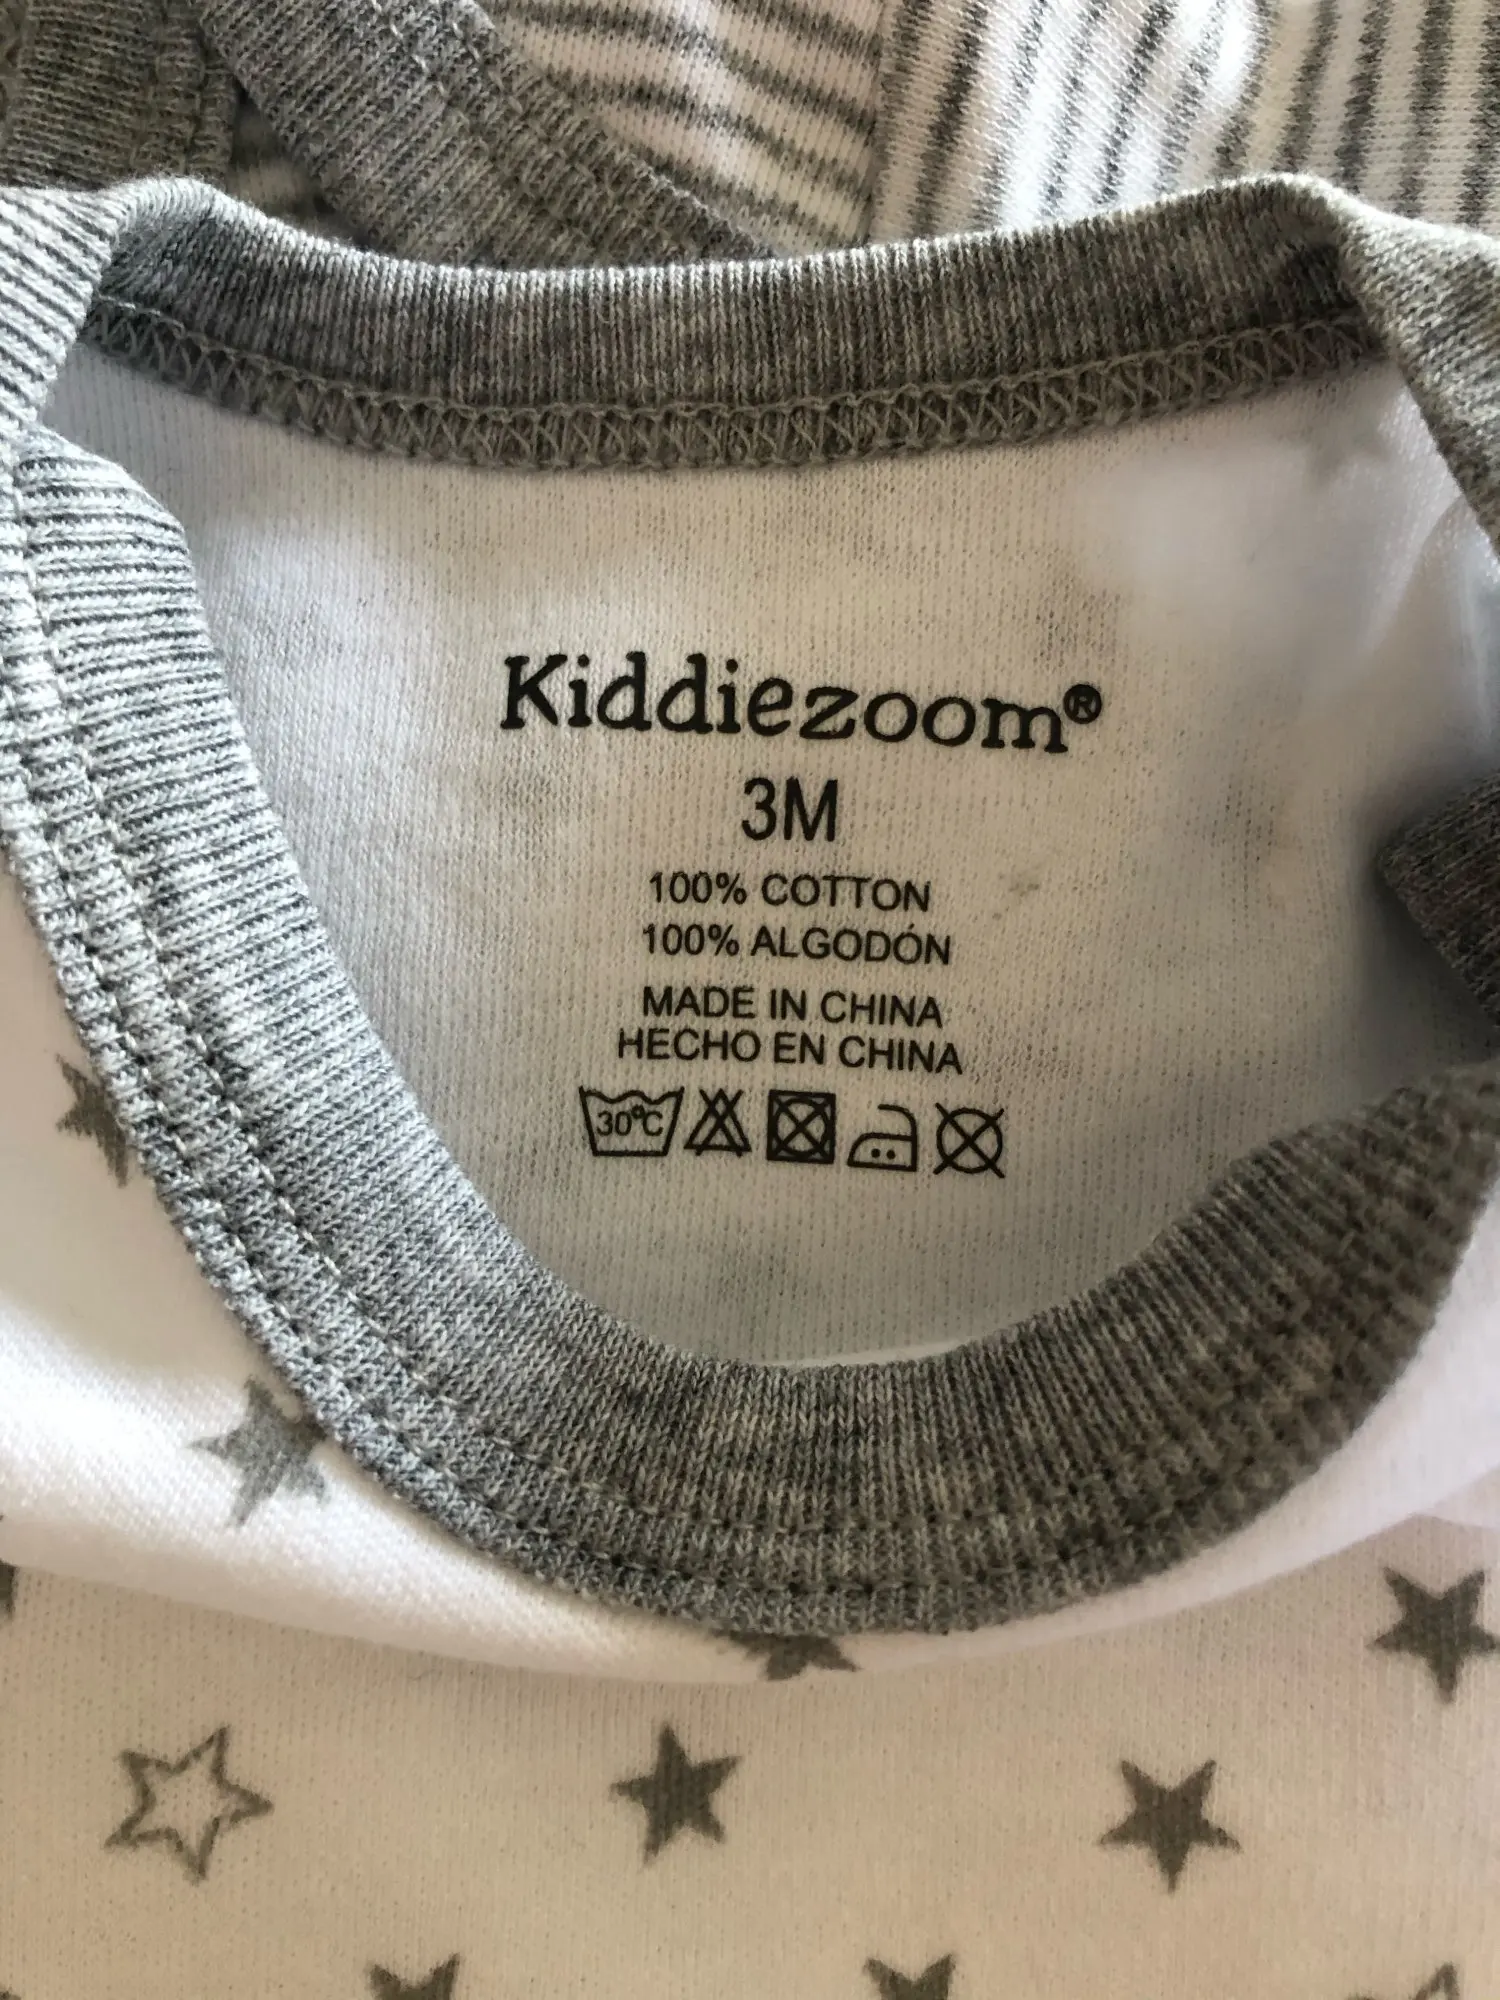 Kiddiezoom®
3M
100% COTTON
100% ALGODÓN
MADE IN CHINA
HECHO EN CHINA
30°C